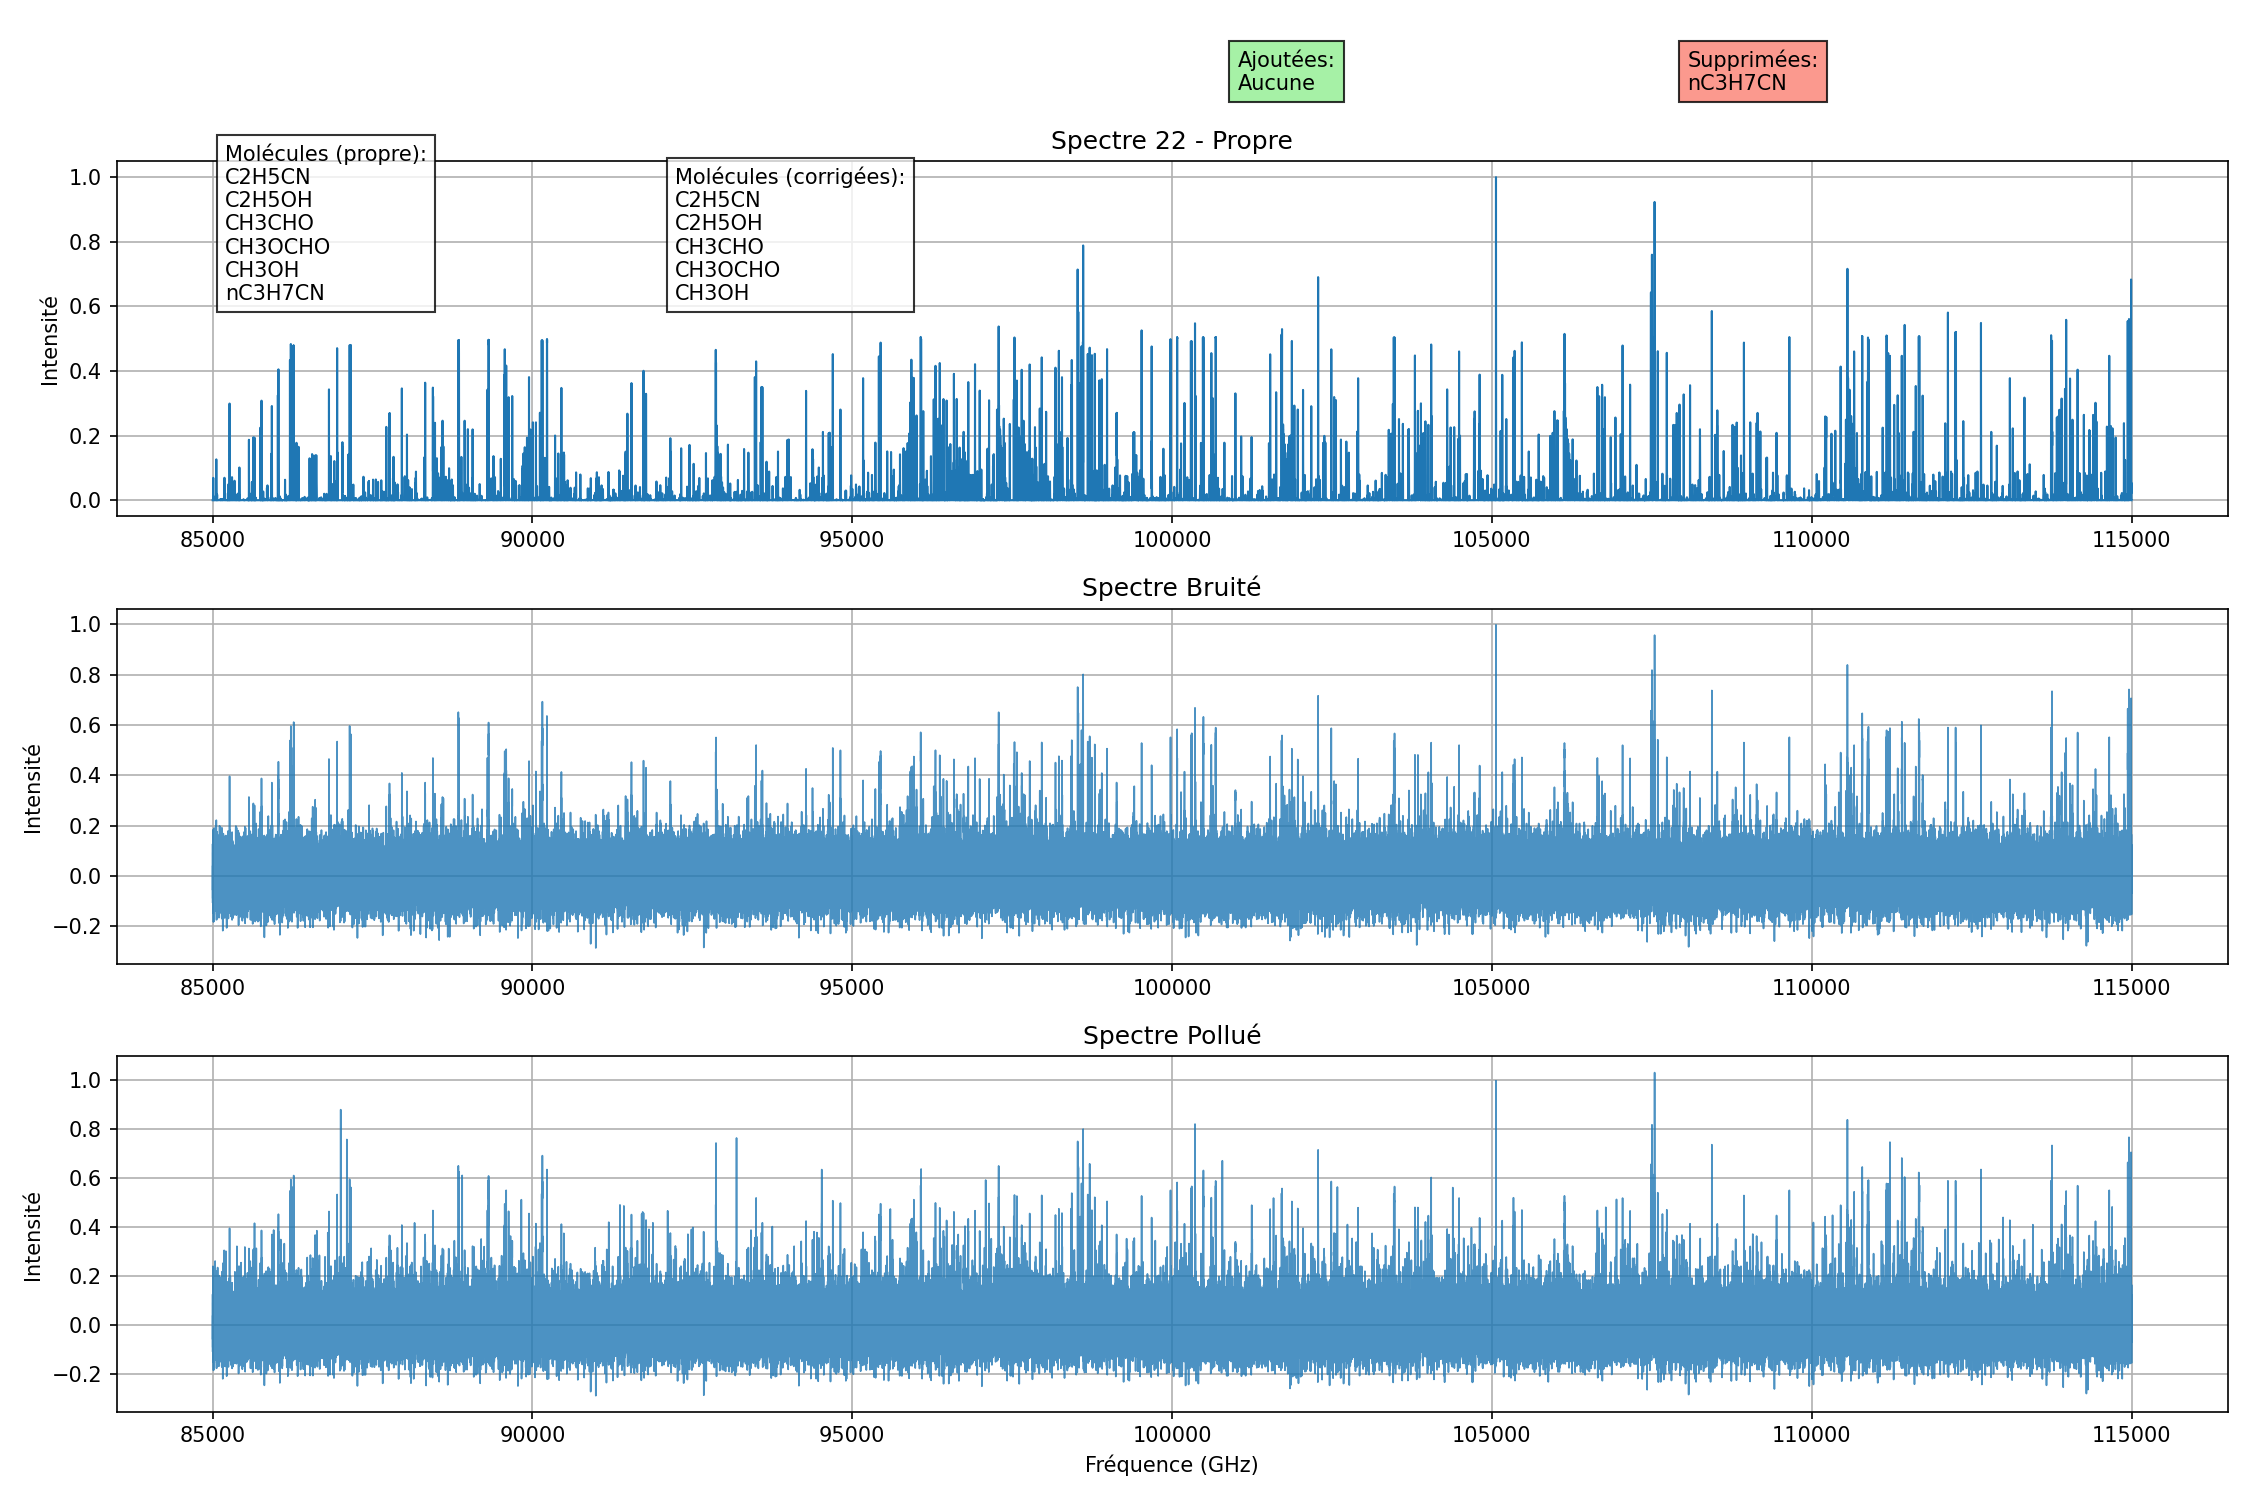 Ajoutées:
Aucune
Supprimées:
nC3H7CN
Spectre 22 - Propre
Molécules (propre):
C2H5CN
C2H5OH
CH3CHO
CH3OCHO
CH3OH
nC3H7CN
Molécules (corrigées):
C2H5CN
C2H5OH
CH3CHO
CH3OCHO
CH3OH
Intensité
1.0
0.8
0.6
0.4
0.2
0.0
85000 90000 95000 100000 105000 110000 115000
Spectre Bruité
Intensité
1.0
0.8
0.6
0.4
0.2
0.0
−0.2
85000 90000 95000 100000 105000 110000 115000
Spectre Pollué
Intensité
1.0
0.8
0.6
0.4
0.2
0.0
−0.2
85000 90000 95000 100000 105000 110000 115000
Fréquence (GHz)